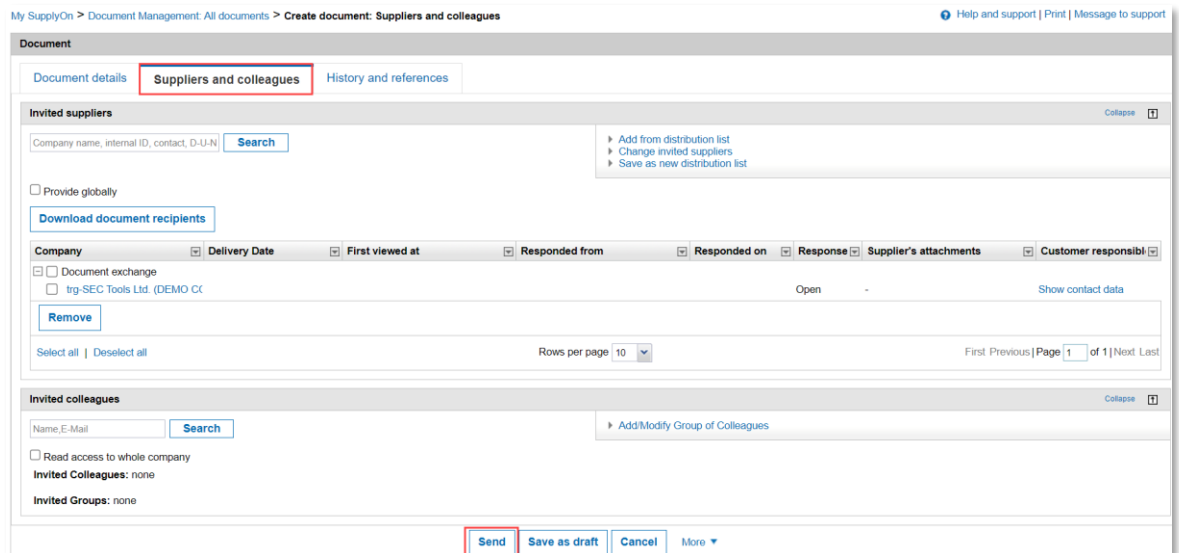 My SupplyOn > Document Management: All documents > Create document: Suppliers and colleagues
Help and support | Print | Message to support
Document
Document details
Suppliers and colleagues
History and references
Invited suppliers
Collapse
Company name, internal ID, contact, D-U-N
Search
Add from distribution list
Change invited suppliers
Save as new distribution list
Provide globally
Download document recipients
Company Delivery Date First viewed at Responded from Responded on Response Supplier's attachments Customer responsible
Document exchange
trg-SEC Tools Ltd. (DEMO CO Open - Show contact data
Remove
Select all | Deselect all Rows per page 10 First Previous | Page 1 of 1 | Next Last
Invited colleagues
Collapse
Name,E-Mail
Search
Add/Modify Group of Colleagues
Read access to whole company
Invited Colleagues: none
Invited Groups: none
Send Save as draft Cancel More